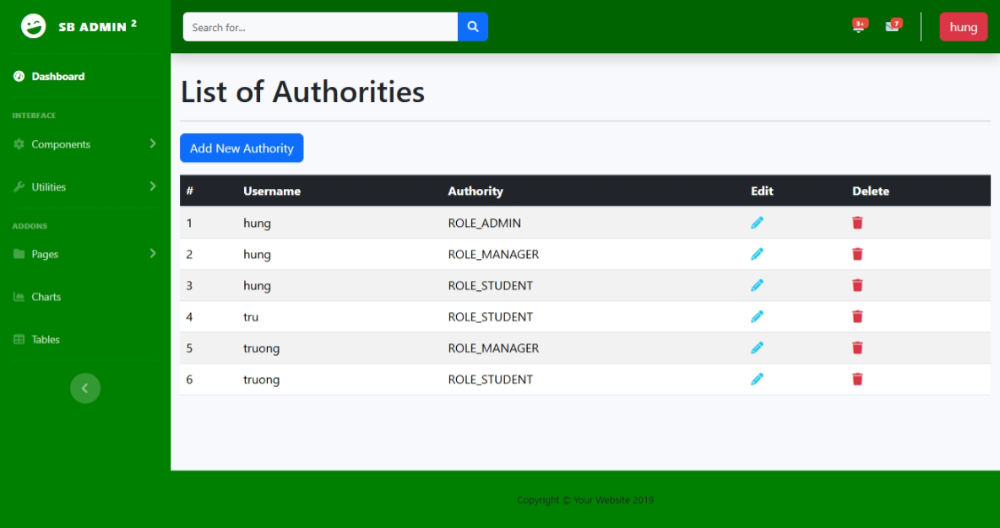 SB ADMIN 2
Search for...
3+
7
hung
Dashboard
INTERFACE
Components
Utilities
ADDONS
Pages
Charts
Tables
List of Authorities
Add New Authority
# Username Authority Edit Delete
1 hung ROLE_ADMIN
2 hung ROLE_MANAGER
3 hung ROLE_STUDENT
4 tru ROLE_STUDENT
5 truong ROLE_MANAGER
6 truong ROLE_STUDENT
Copyright © Your Website 2019